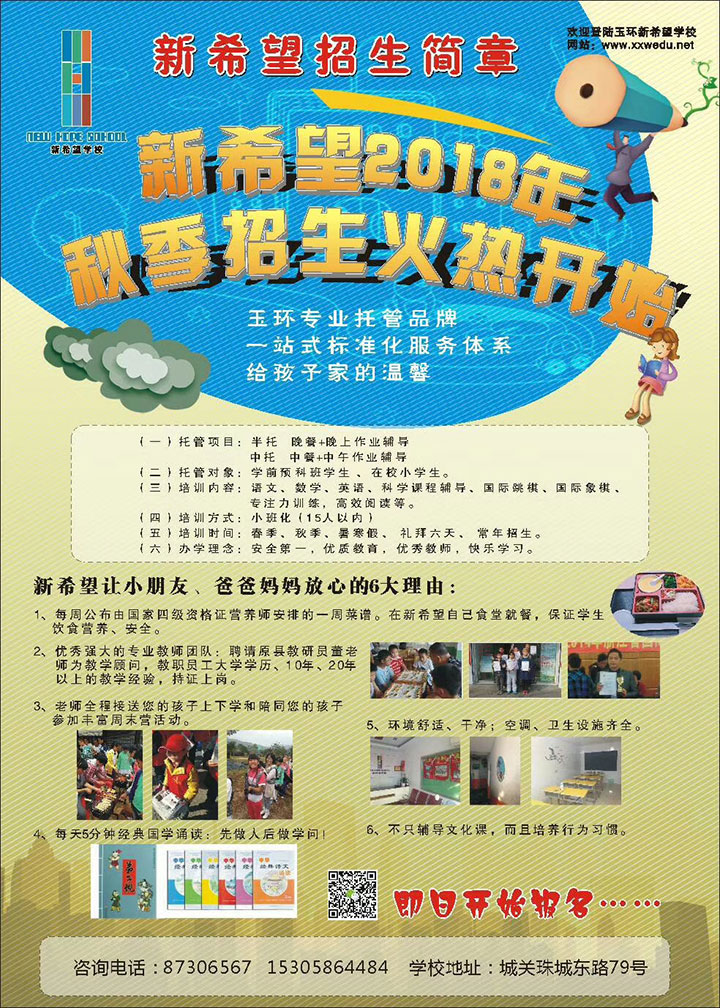 欢迎登陆玉环新希望学校
网站：www.xxwedu.net
新希望招生简章
NEW HOPE SCHOOL
新希望学校
新希望2018年
秋季招生火热开始
玉环专业托管品牌
一站式标准化服务体系
给孩子家的温馨
（一）托管项目：半托 晚餐+晚上作业辅导
中托 中餐+中午作业辅导
（二）托管对象：学前预科班学生、在校小学生。
（三）培训内容：语文、数学、英语、科学课程辅导、国际跳棋、国际象棋、
专注力训练，高效阅读等。
（四）培训方式：小班化（15人以内）
（五）培训时间：春季、秋季、暑寒假、礼拜六天、常年招生。
（六）办学理念：安全第一，优质教育，优秀教师，快乐学习。
新希望让小朋友、爸爸妈妈放心的6大理由：
1、每周公布由国家四级资格证营养师安排的一周菜谱。在新希望自己食堂就餐，保证学生
饮食营养、安全。
2、优秀强大的专业教师团队：聘请原县教研员董老
师为教学顾问，教职员工大学学历、10年、20年
以上的教学经验，持证上岗。
3、老师全程接送您的孩子上下学和陪同您的孩子
参加丰富周末营活动。
5、环境舒适、干净；空调、卫生设施齐全。
4、每天5分钟经典国学诵读：先做人后做学问！
6、不只辅导文化课，而且培养行为习惯。
弟子规
即日开始报名……
咨询电话：87306567 15305864484 学校地址：城关珠城东路79号